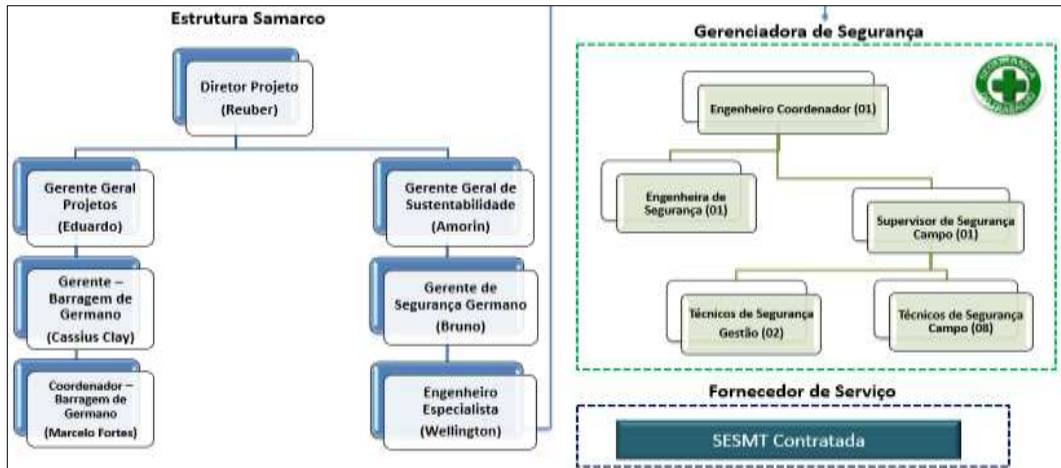 Estrutura Samarco
Diretor Projeto
(Reuber)
Gerente Geral
Projetos
(Eduardo)
Gerente Geral de
Sustentabilidade
(Amorin)
Gerente –
Barragem de
Germano
(Cassius Clay)
Gerente de
Segurança Germano
(Bruno)
Coordenador –
Barragem de
Germano
(Marcelo Fortes)
Engenheiro
Especialista
(Wellington)
Gerenciadora de Segurança
SEGURANÇA
DO TRABALHO
Engenheiro Coordenador (01)
Engenheira de
Segurança (01)
Supervisor de Segurança
Campo (01)
Técnicos de Segurança
Gestão (02)
Técnicos de Segurança
Campo (08)
Fornecedor de Serviço
SESMT Contratada